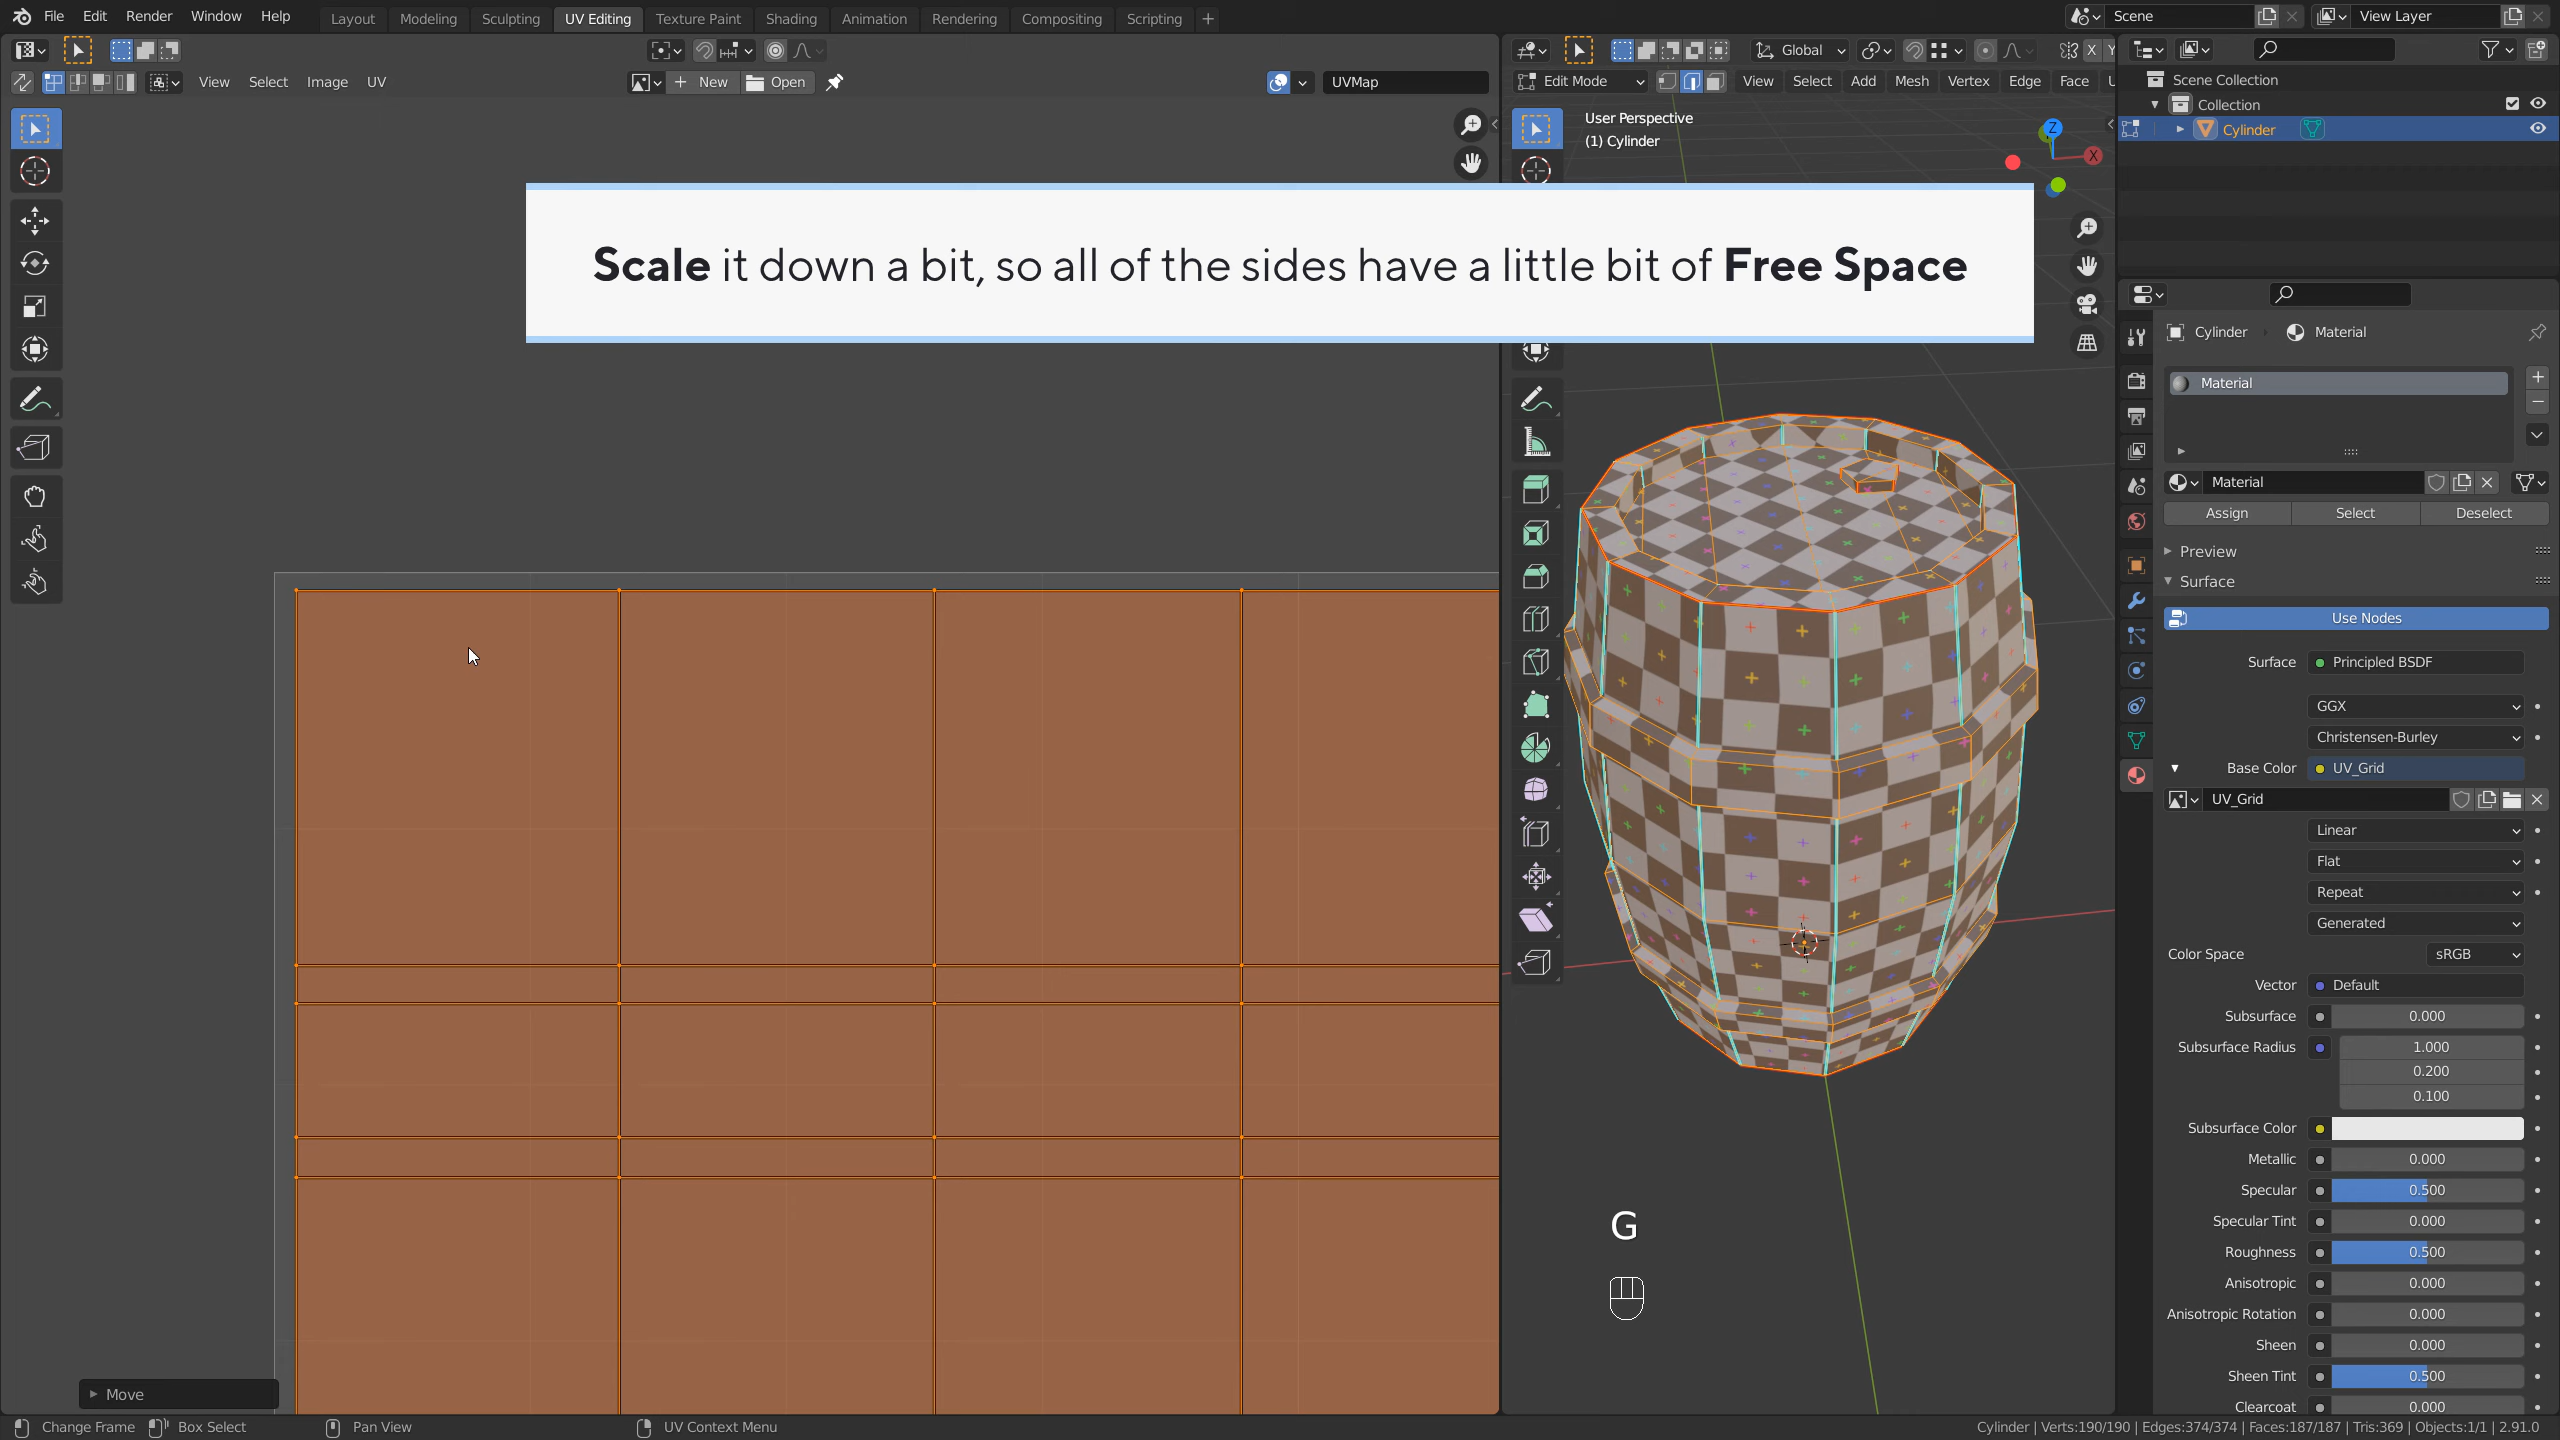 File Edit Render Window Help Layout Modeling Sculpting UV Editing Texture Paint Shading Animation Rendering Compositing Scripting + Scene View Layer
Global X Y
View Select Image UV New Open UVMap Edit Mode View Select Add Mesh Vertex Edge Face U
Scene Collection
Collection
Cylinder
User Perspective
(1) Cylinder
Z
X
Scale it down a bit, so all of the sides have a little bit of Free Space
Cylinder Material
Material
Material
Assign Select Deselect
Preview
Surface
Use Nodes
Surface Principled BSDF
GGX
Christensen-Burley
Base Color UV_Grid
UV_Grid
Linear
Flat
Repeat
Generated
Color Space sRGB
Vector Default
Subsurface 0.000
Subsurface Radius 1.000
0.200
0.100
Subsurface Color
Metallic 0.000
Specular 0.500
Specular Tint 0.000
Roughness 0.500
Anisotropic 0.000
Anisotropic Rotation 0.000
Sheen 0.000
Sheen Tint 0.500
Clearcoat 0.000
G
Move
Change Frame Box Select Pan View UV Context Menu Cylinder | Verts:190/190 | Edges:374/374 | Faces:187/187 | Tris:369 | Objects:1/1 | 2.91.0